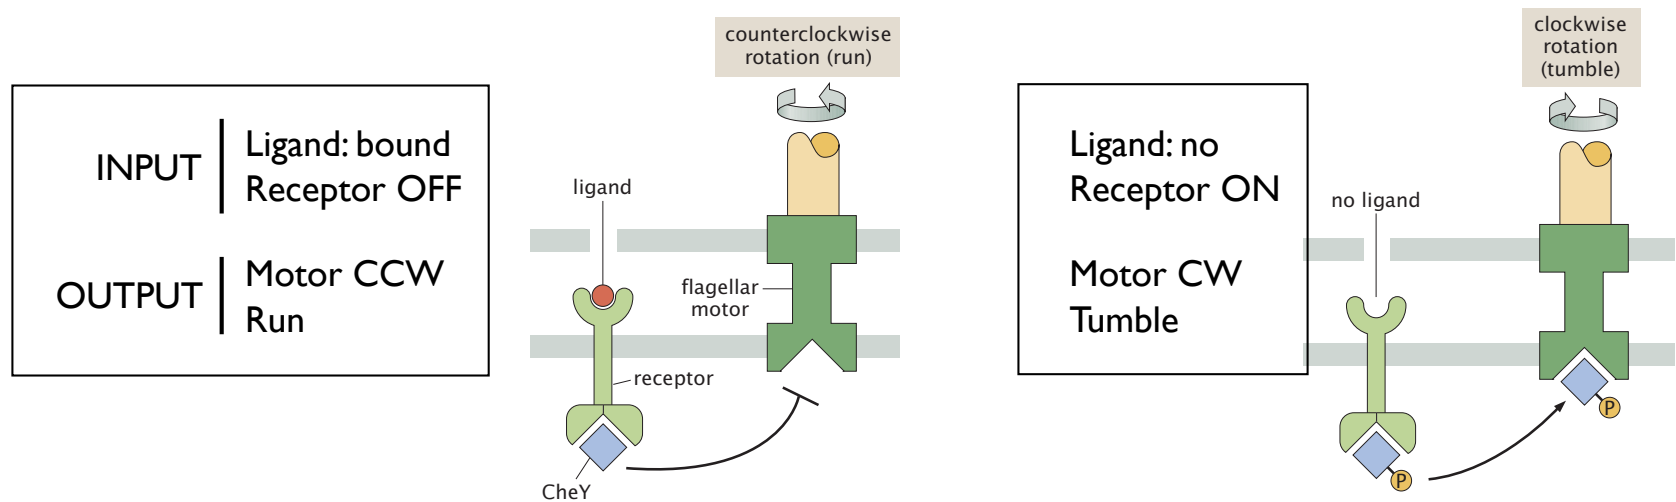 counterclockwise
rotation (run)
INPUT
Ligand: bound
Receptor OFF
OUTPUT
Motor CCW
Run
ligand
flagellar
motor
receptor
CheY
clockwise
rotation
(tumble)
Ligand: no
Receptor ON
Motor CW
Tumble
no ligand
P
P